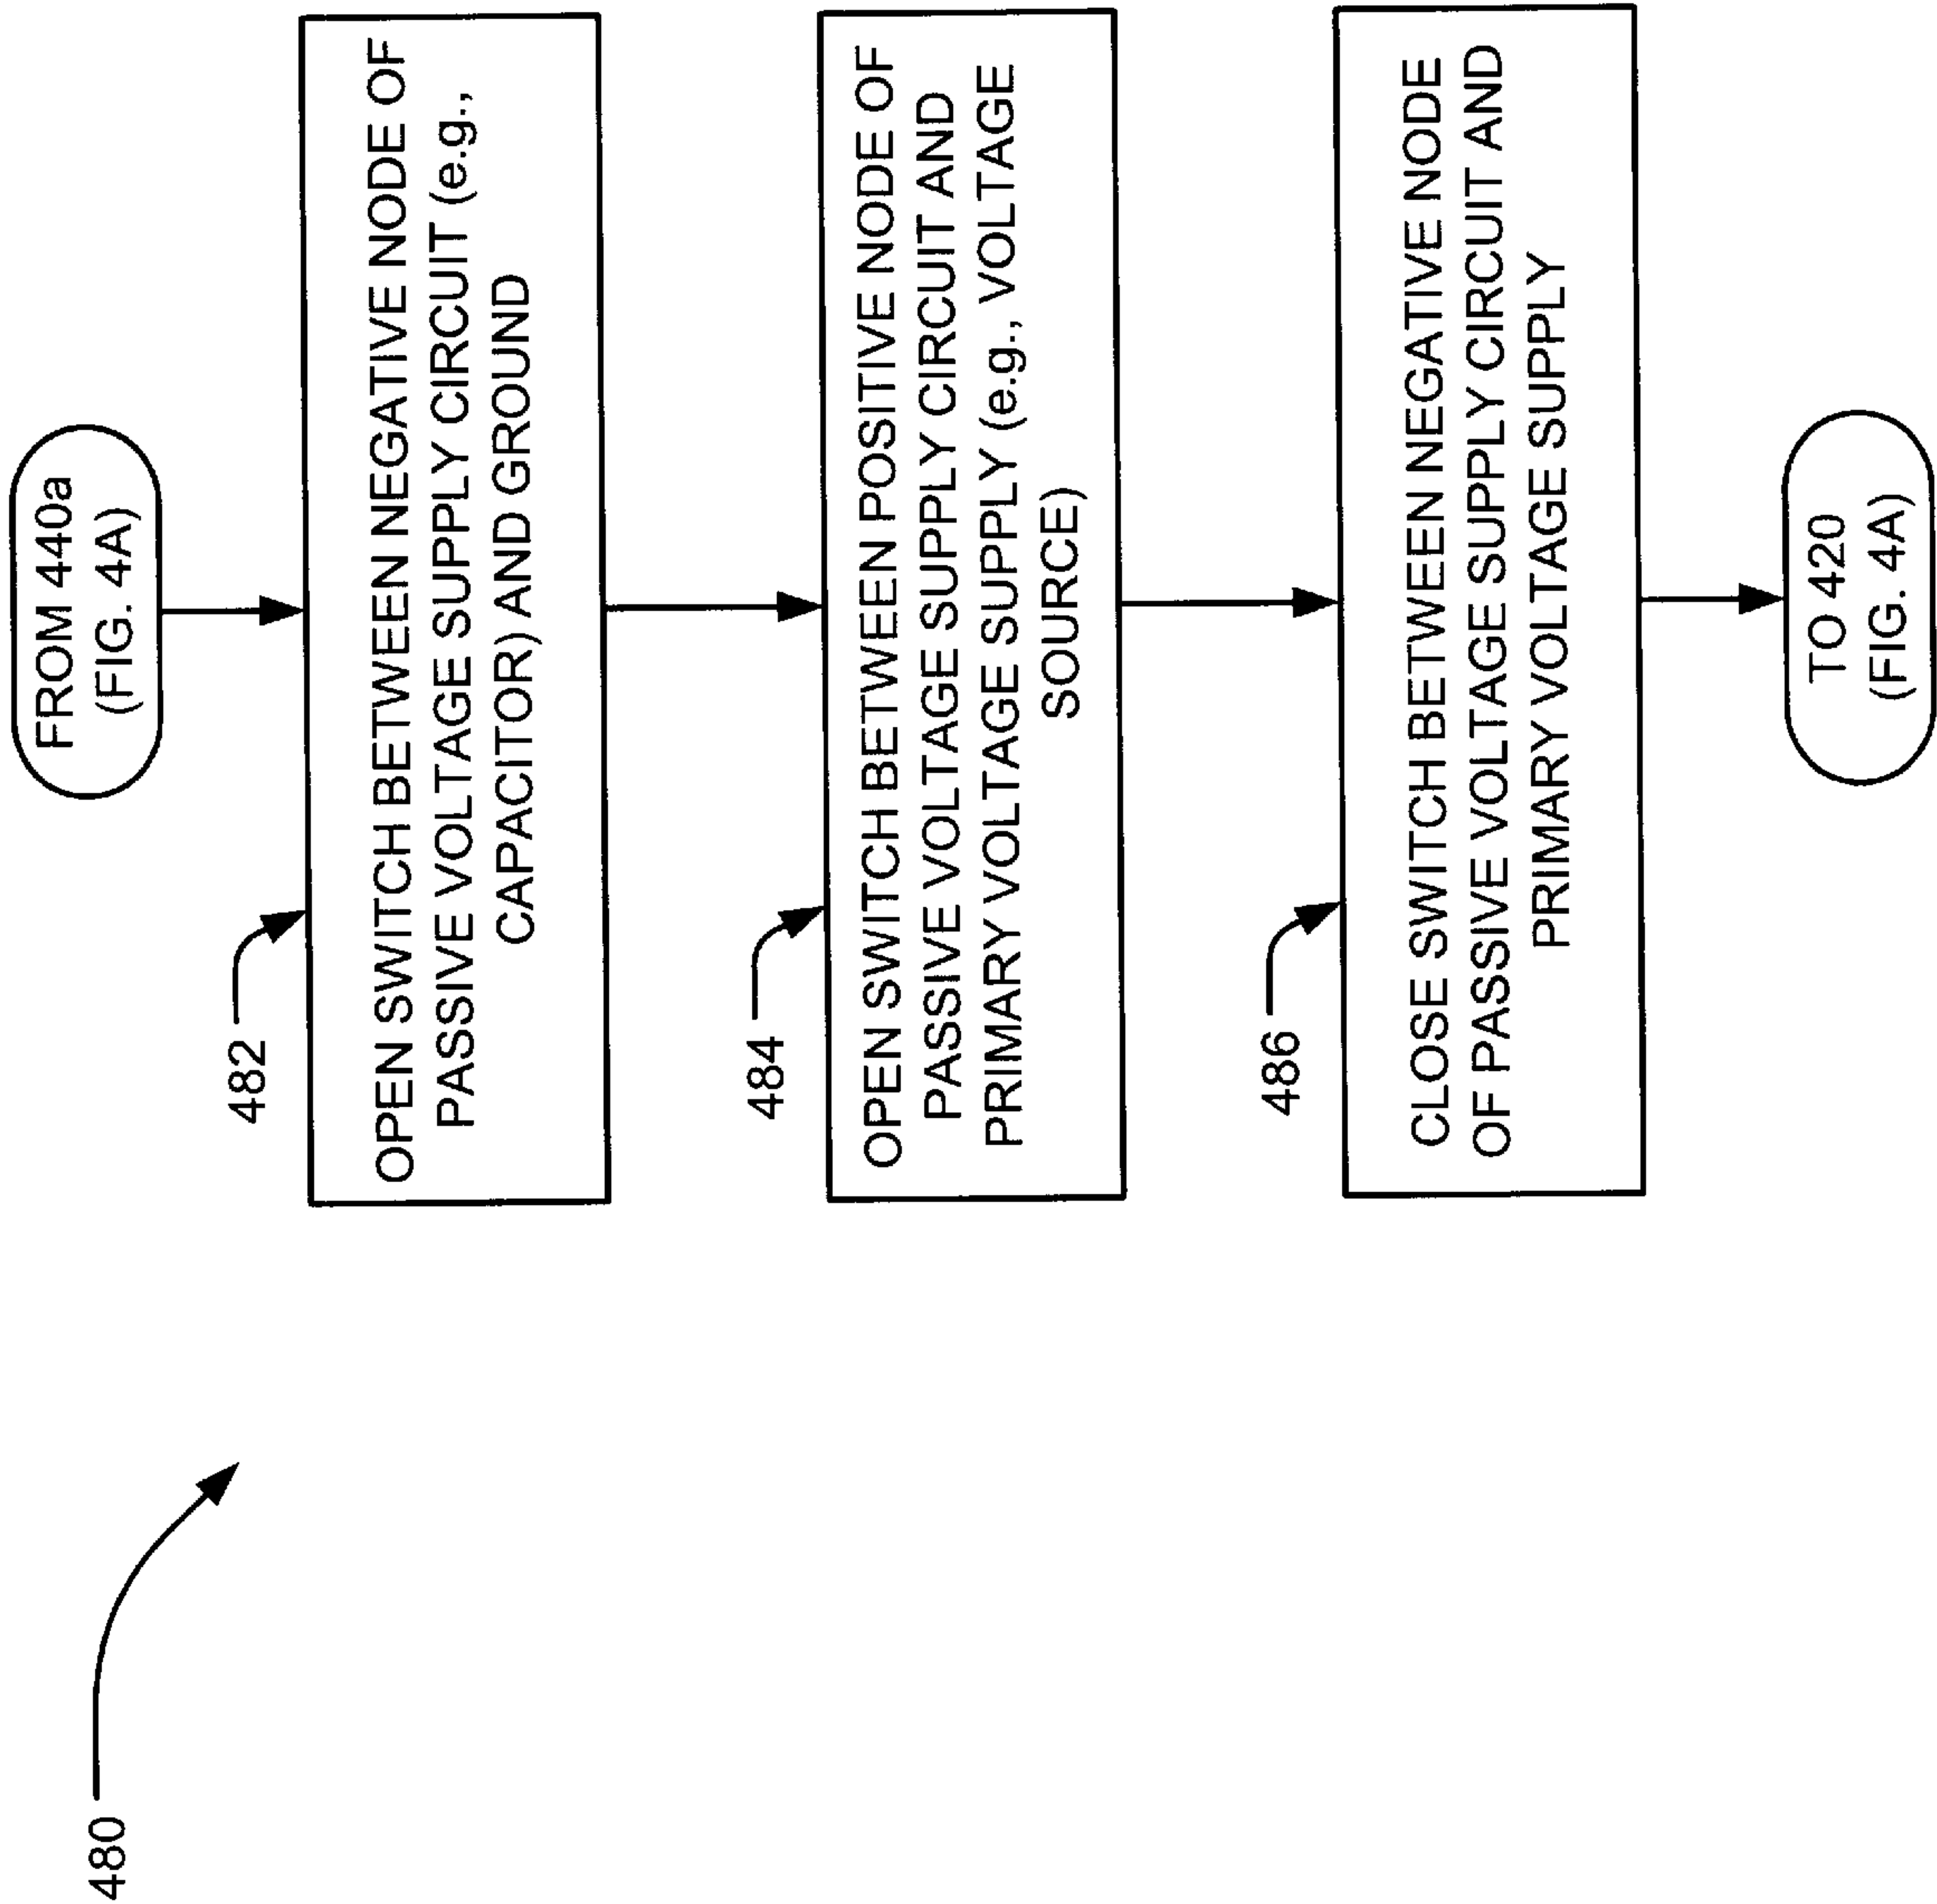 480
FROM 440a
(FIG. 4A)
482
OPEN SWITCH BETWEEN NEGATIVE NODE OF
PASSIVE VOLTAGE SUPPLY CIRCUIT (e.g.,
CAPACITOR) AND GROUND
484
OPEN SWITCH BETWEEN POSITIVE NODE OF
PASSIVE VOLTAGE SUPPLY CIRCUIT AND
PRIMARY VOLTAGE SUPPLY (e.g., VOLTAGE
SOURCE)
486
CLOSE SWITCH BETWEEN NEGATIVE NODE
OF PASSIVE VOLTAGE SUPPLY CIRCUIT AND
PRIMARY VOLTAGE SUPPLY
TO 420
(FIG. 4A)